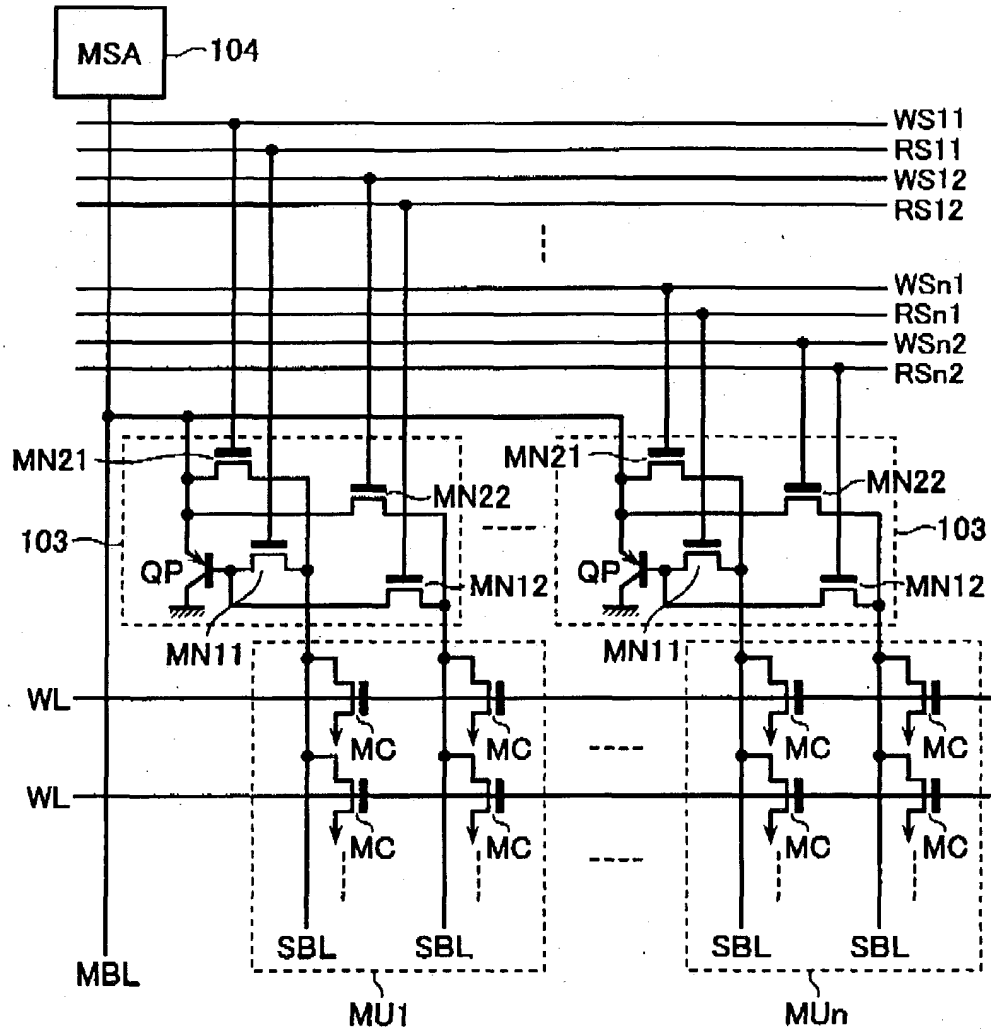 MSA 104
WS11
RS11
WS12
RS12
WSn1
RSn1
WSn2
RSn2
MN21 MN21
MN22 MN22
103 103
QP QP
MN12 MN12
MN11 MN11
WL
MC MC MC MC
WL
MC MC MC MC
SBL SBL SBL SBL
MBL
MU1 MUn